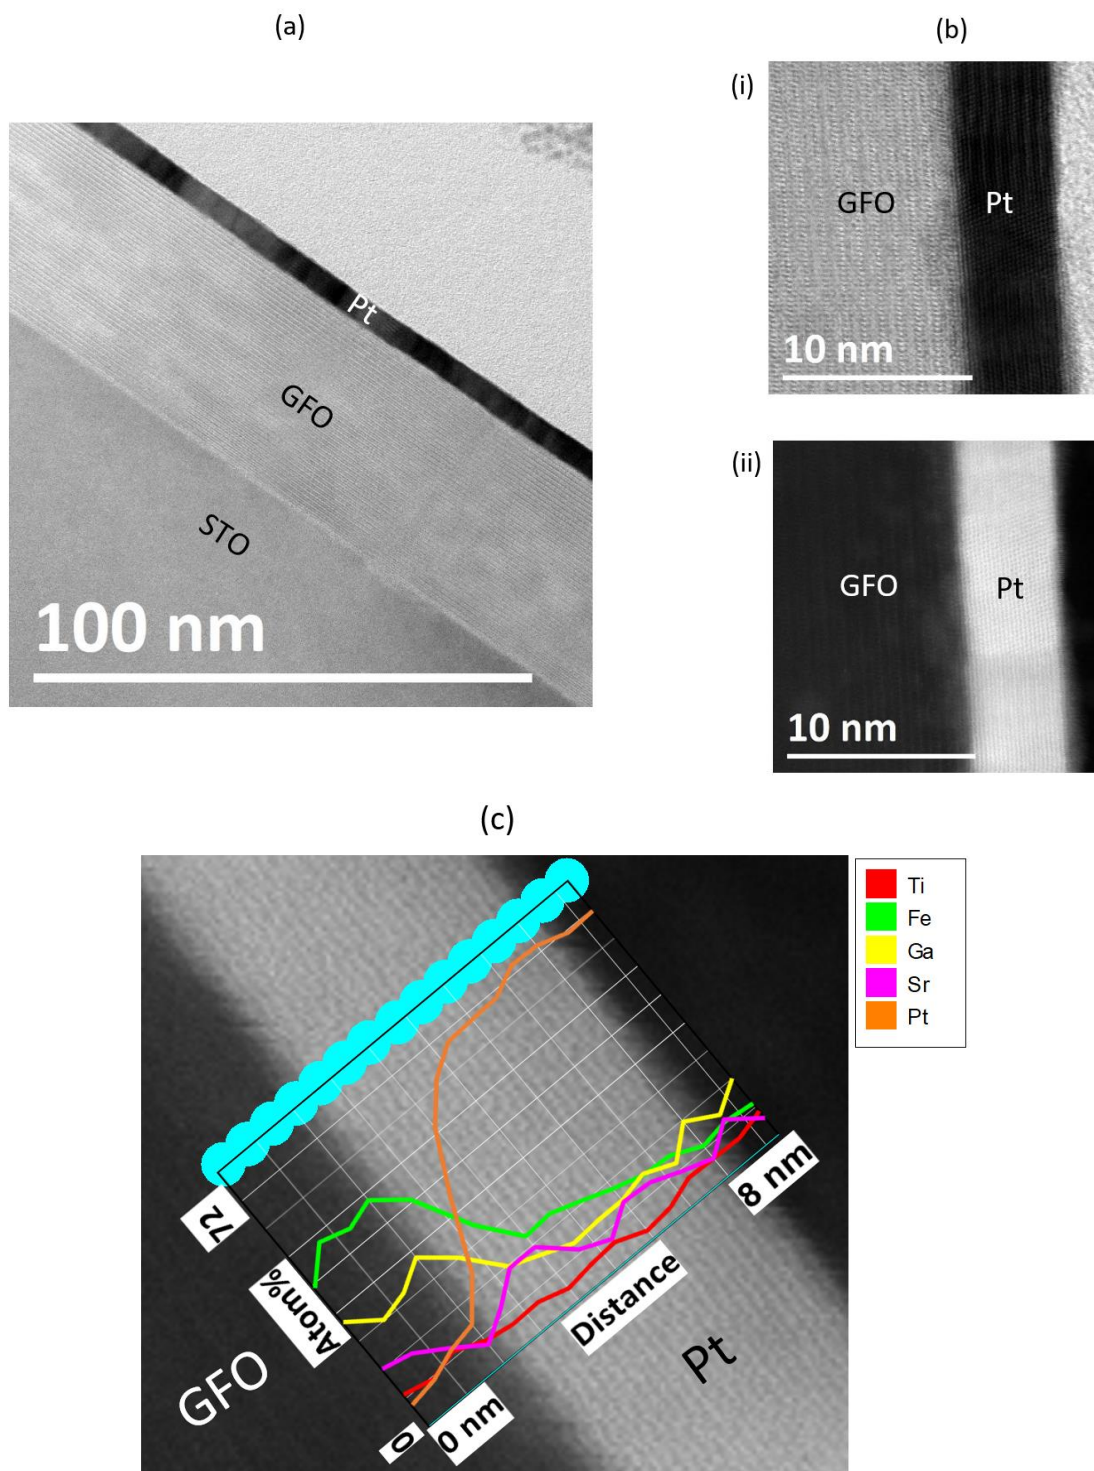 (a)
Pt
GFO
STO
100 nm
(b)
(i)
GFO
Pt
10 nm
(ii)
GFO
Pt
10 nm
(c)
Ti
Fe
Ga
Sr
Pt
72
Atom%
0
0 nm
Distance
8 nm
GFO
Pt